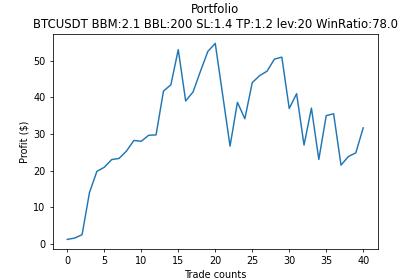 Portfolio
BTCUSDT BBM:2.1 BBL:200 SL:1.4 TP:1.2 lev:20 WinRatio:78.0
Profit ($)
50
40
30
20
10
0
0 5 10 15 20 25 30 35 40
Trade counts